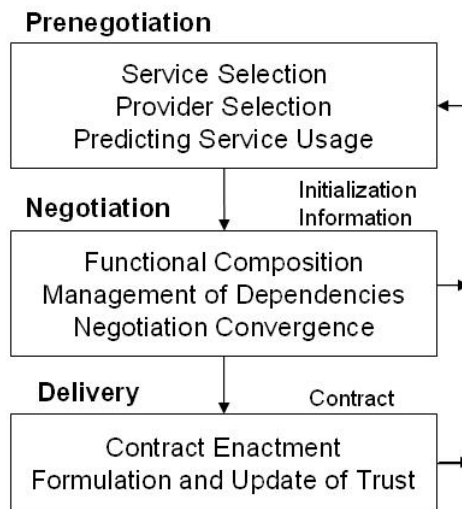 Prenegotiation
Service Selection
Provider Selection
Predicting Service Usage
Initialization
Information
Negotiation
Functional Composition
Management of Dependencies
Negotiation Convergence
Delivery
Contract
Contract Enactment
Formulation and Update of Trust